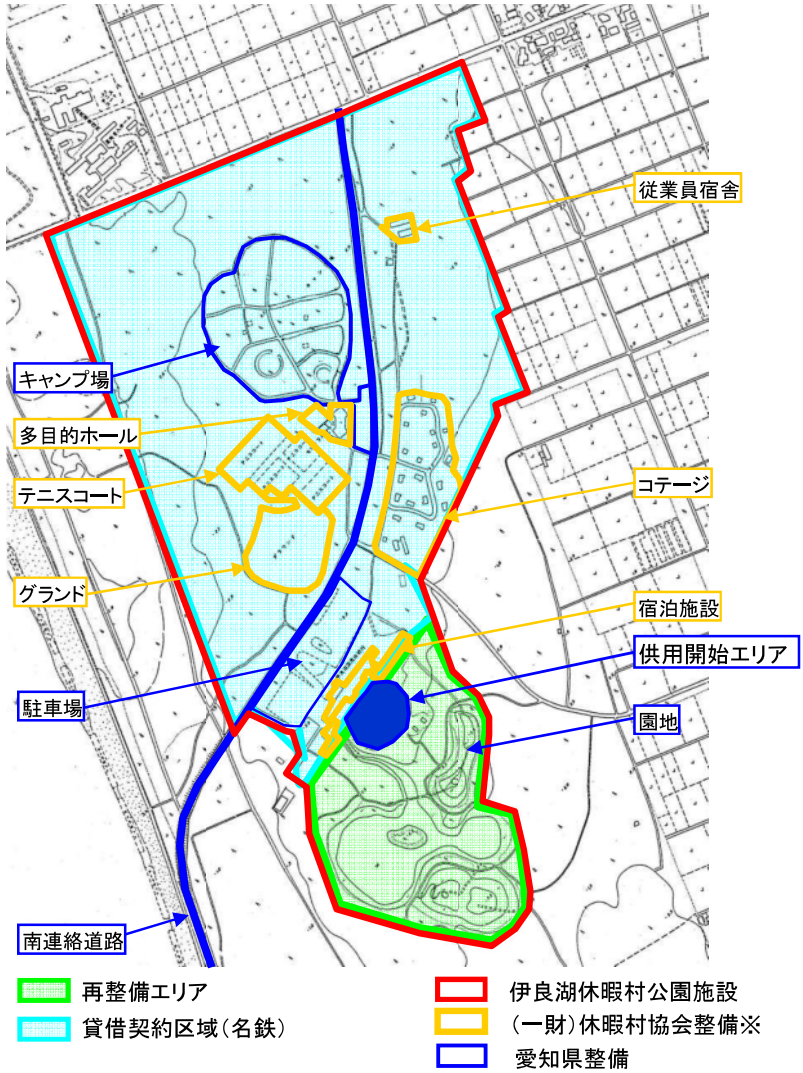 従業員宿舎
キャンプ場
多目的ホール
テニスコート
コテージ
グランド
宿泊施設
供用開始エリア
駐車場
園地
南連絡道路
再整備エリア
伊良湖休暇村公園施設
貸借契約区域(名鉄)
(一財)休暇村協会整備※
愛知県整備